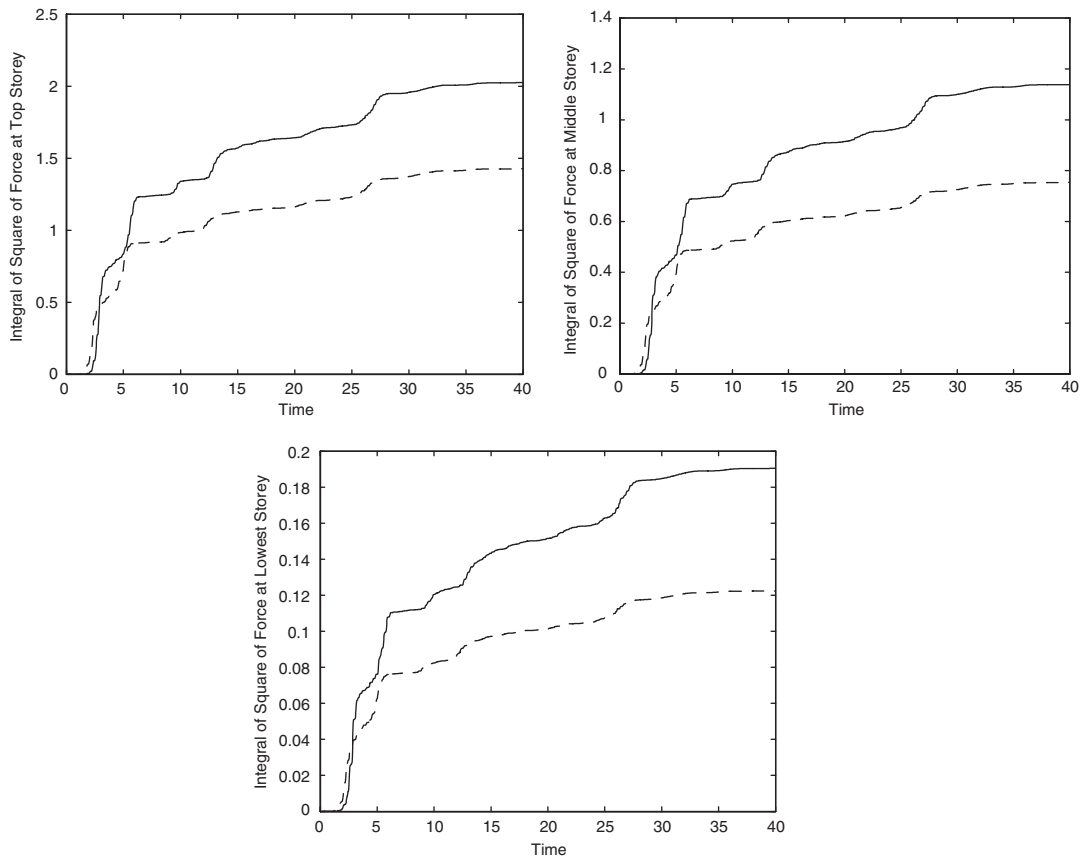 Integral of Square of Force at Top Storey
2.5
2
1.5
1
0.5
0
0 5 10 15 20 25 30 35 40
Time
Integral of Square of Force at Middle Storey
1.4
1.2
1
0.8
0.6
0.4
0.2
0
0 5 10 15 20 25 30 35 40
Time
Integral of Square of Force at Lowest Storey
0.2
0.18
0.16
0.14
0.12
0.1
0.08
0.06
0.04
0.02
0
0 5 10 15 20 25 30 35 40
Time